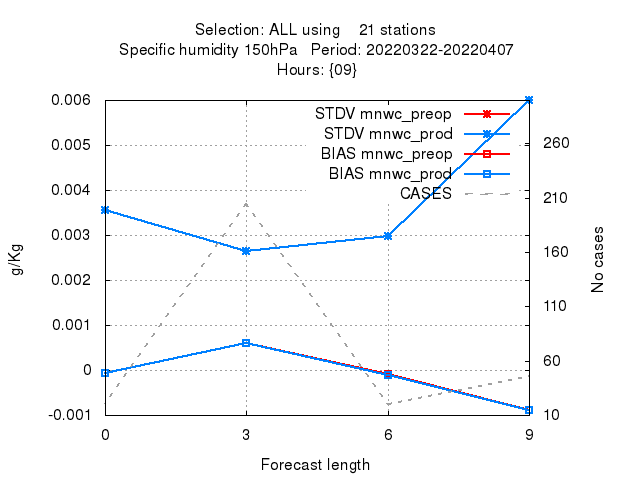 Selection: ALL using    21 stations
Specific humidity 150hPa   Period: 20220322-20220407
Hours: {09}
STDV mnwc_preop
STDV mnwc_prod
BIAS mnwc_preop
BIAS mnwc_prod
CASES
0.006
0.005
0.004
0.003
0.002
0.001
0
-0.001
g/Kg
260
210
160
110
60
10
No cases
0 3 6 9
Forecast length